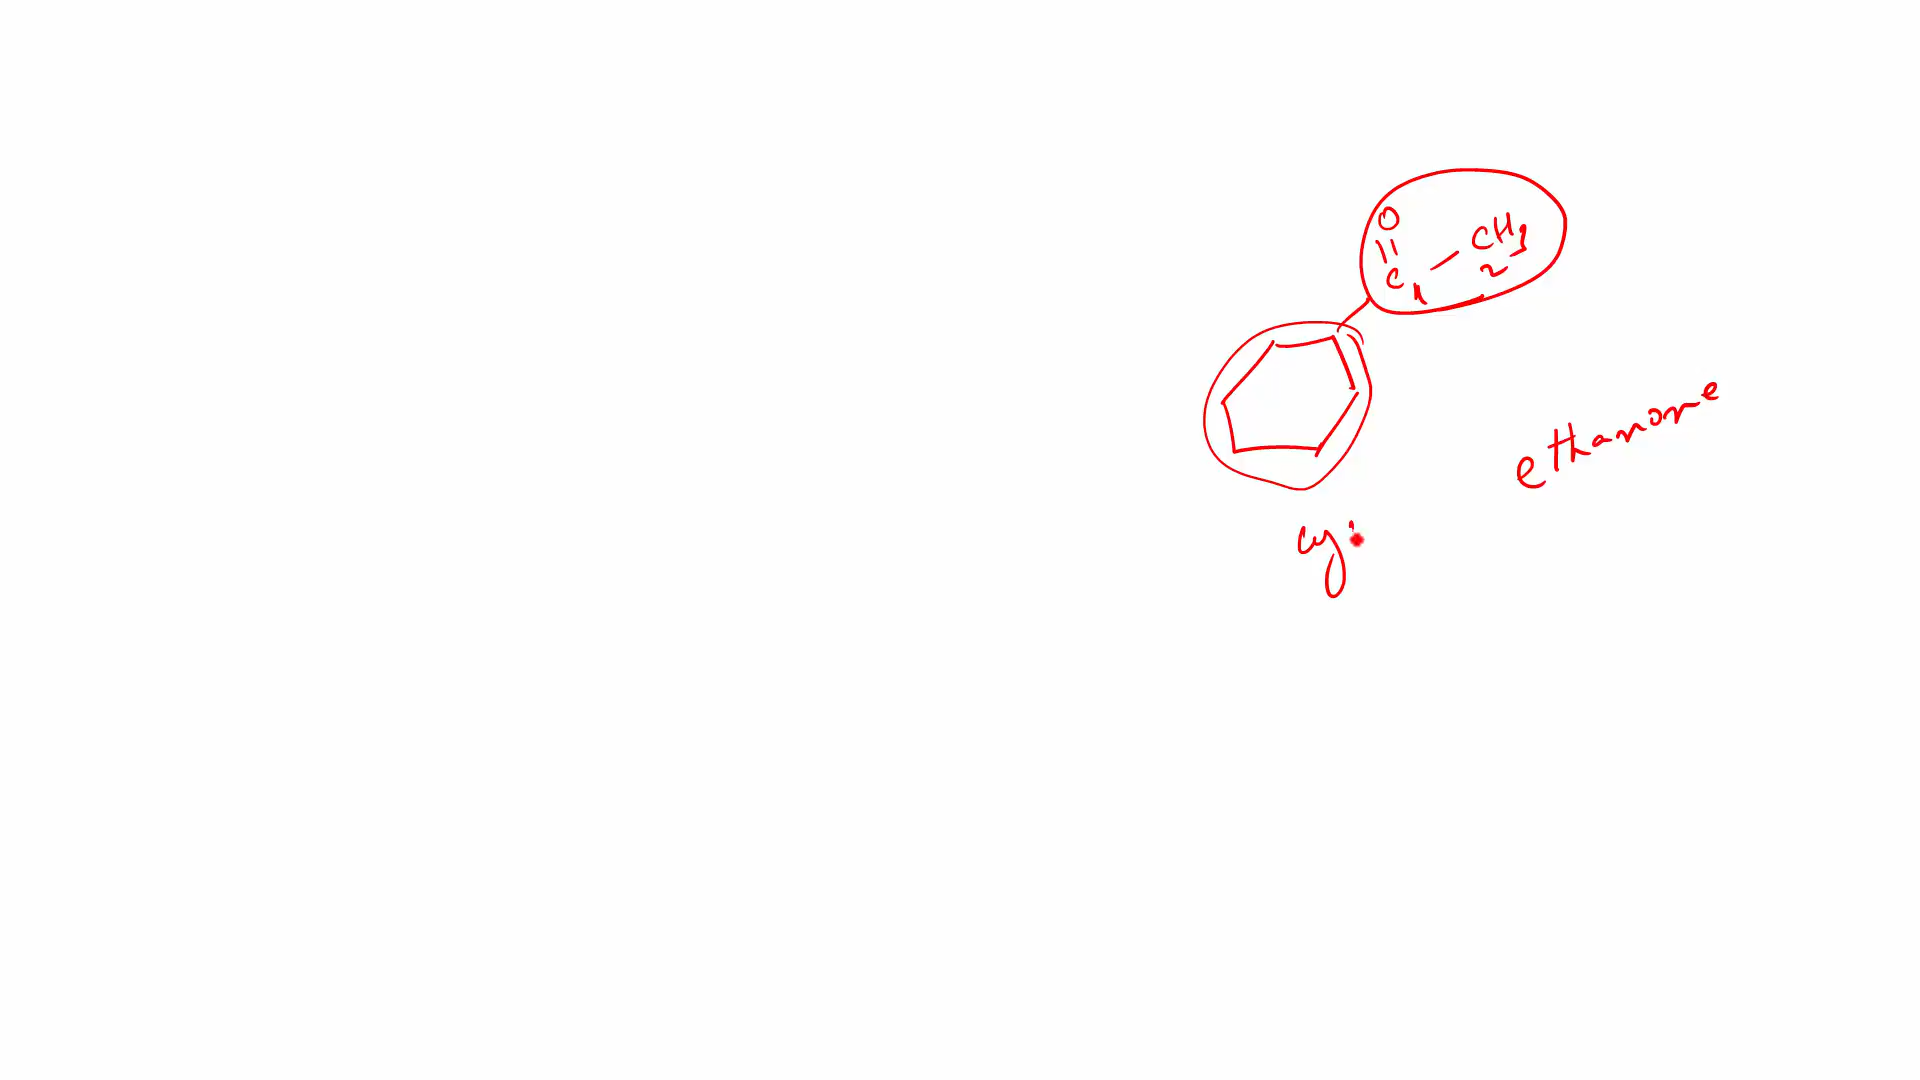 O
||
C — CH3
1 2
ethanone
cy